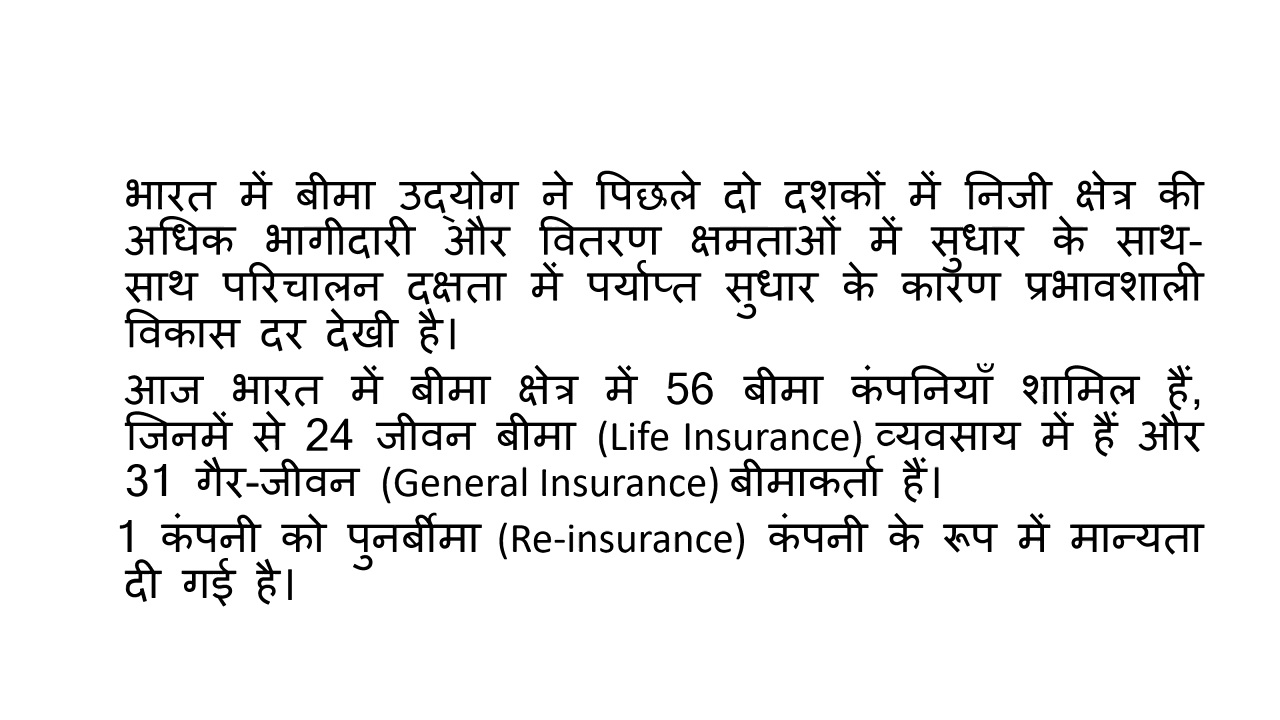 भारत में बीमा उद्योग ने पिछले दो दशकों में निजी क्षेत्र की
अधिक भागीदारी और वितरण क्षमताओं में सुधार के साथ-
साथ परिचालन दक्षता में पर्याप्त सुधार के कारण प्रभावशाली
विकास दर देखी है।
आज भारत में बीमा क्षेत्र में 56 बीमा कंपनियाँ शामिल हैं,
जिनमें से 24 जीवन बीमा (Life Insurance) व्यवसाय में हैं और
31 गैर-जीवन (General Insurance) बीमाकर्ता हैं।
1 कंपनी को पुनर्बीमा (Re-insurance) कंपनी के रूप में मान्यता
दी गई है।